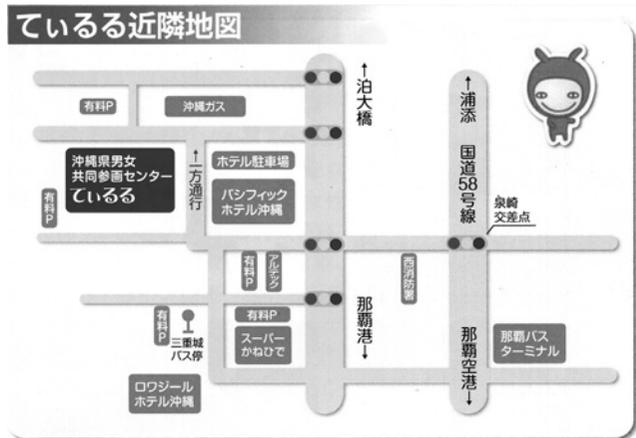 てぃるる近隣地図
↑泊大橋
↑浦添
国道58号線
有料P
沖縄ガス
沖縄県男女
共同参画センター
てぃるる
↑一方通行
ホテル駐車場
パシフィック
ホテル沖縄
有料P
泉崎
交差点
有料P
アルテック
西消防署
有料P
三重城
バス停
有料P
スーパー
かねひで
那覇港↓
那覇空港↓
那覇バス
ターミナル
ロワジール
ホテル沖縄